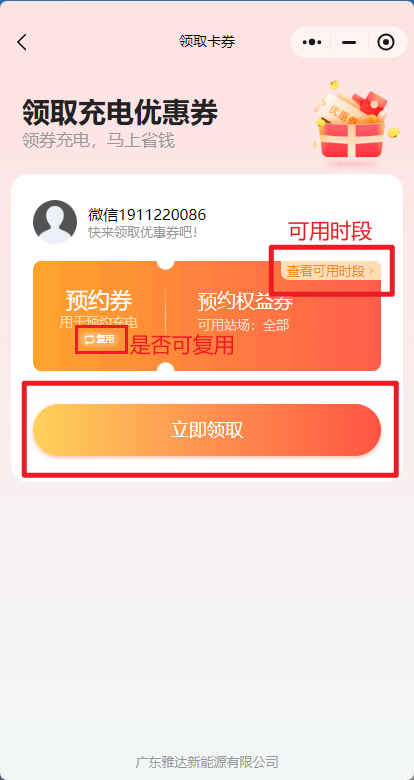 领取卡券
领取充电优惠券
领券充电，马上省钱
优惠券
微信1911220086
快来领取优惠券吧！
可用时段
查看可用时段
预约券
预约权益券
用于预约充电
可用站场：全部
复用
是否可复用
立即领取
广东雅达新能源有限公司